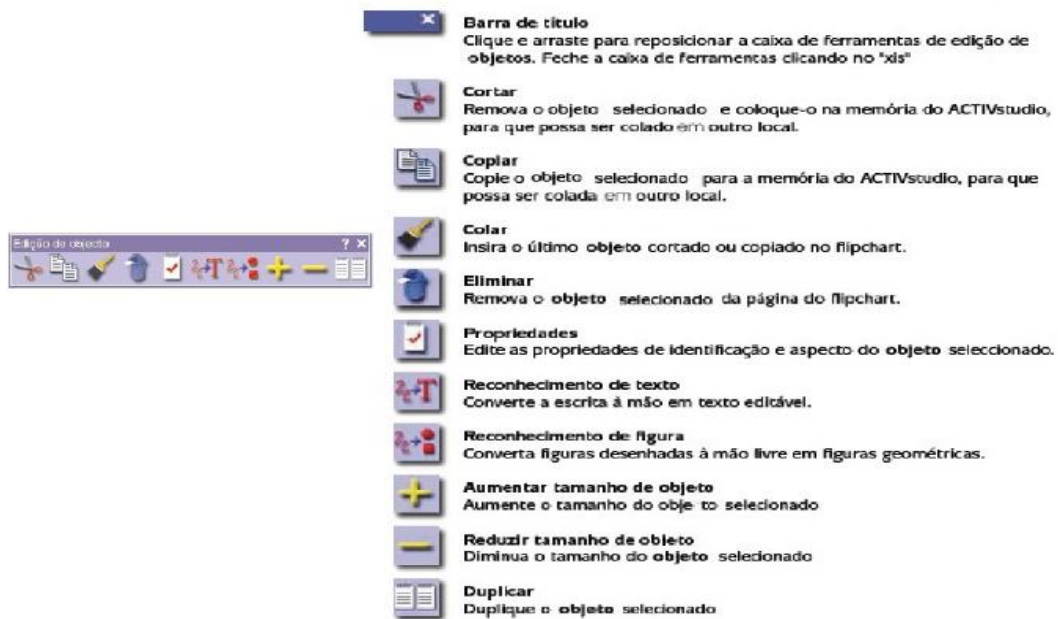 Barra de título
Clique e arraste para reposicionar a caixa de ferramentas de edição de
objetos. Feche a caixa de ferramentas clicando no "xis"
Cortar
Remova o objeto selecionado e coloque-o na memória do ACTIVstudio,
para que possa ser colado em outro local.
Copiar
Copie o objeto selecionado para a memória do ACTIVstudio, para que
possa ser colada em outro local.
Colar
Insira o último objeto cortado ou copiado no flipchart.
Edição de objecto ? ×
Eliminar
Remova o objeto selecionado da página do flipchart.
Propriedades
Edite as propriedades de identificação e aspecto do objeto seleccionado.
Reconhecimento de texto
Converte a escrita à mão em texto editável.
Reconhecimento de figura
Converta figuras desenhadas à mão livre em figuras geométricas.
Aumentar tamanho de objeto
Aumente o tamanho do obje to selecionado
Reduzir tamanho de objeto
Diminua o tamanho do objeto selecionado
Duplicar
Duplique o objeto selecionado